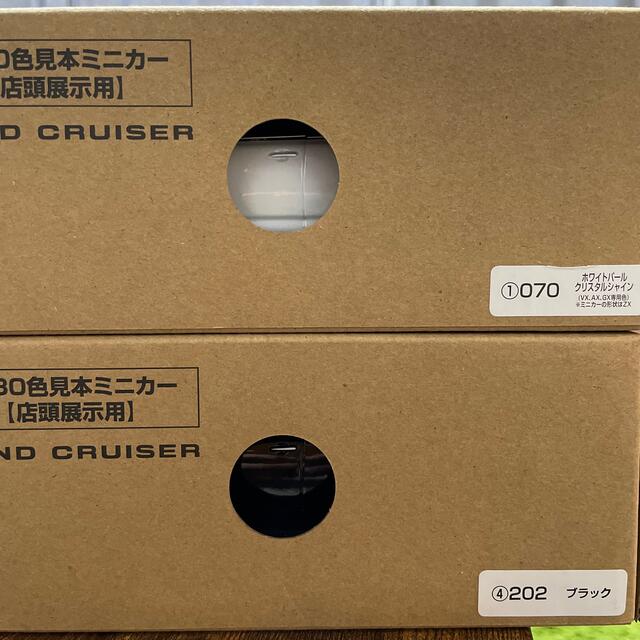 0色見本ミニカー
店頭展示用】
ND CRUISER
①070 ホワイトパール
クリスタルシャイン
(VX.AX.GX専用色)
※ミニカーの形状はZX
30色見本ミニカー
【店頭展示用】
ND CRUISER
④202 ブラック